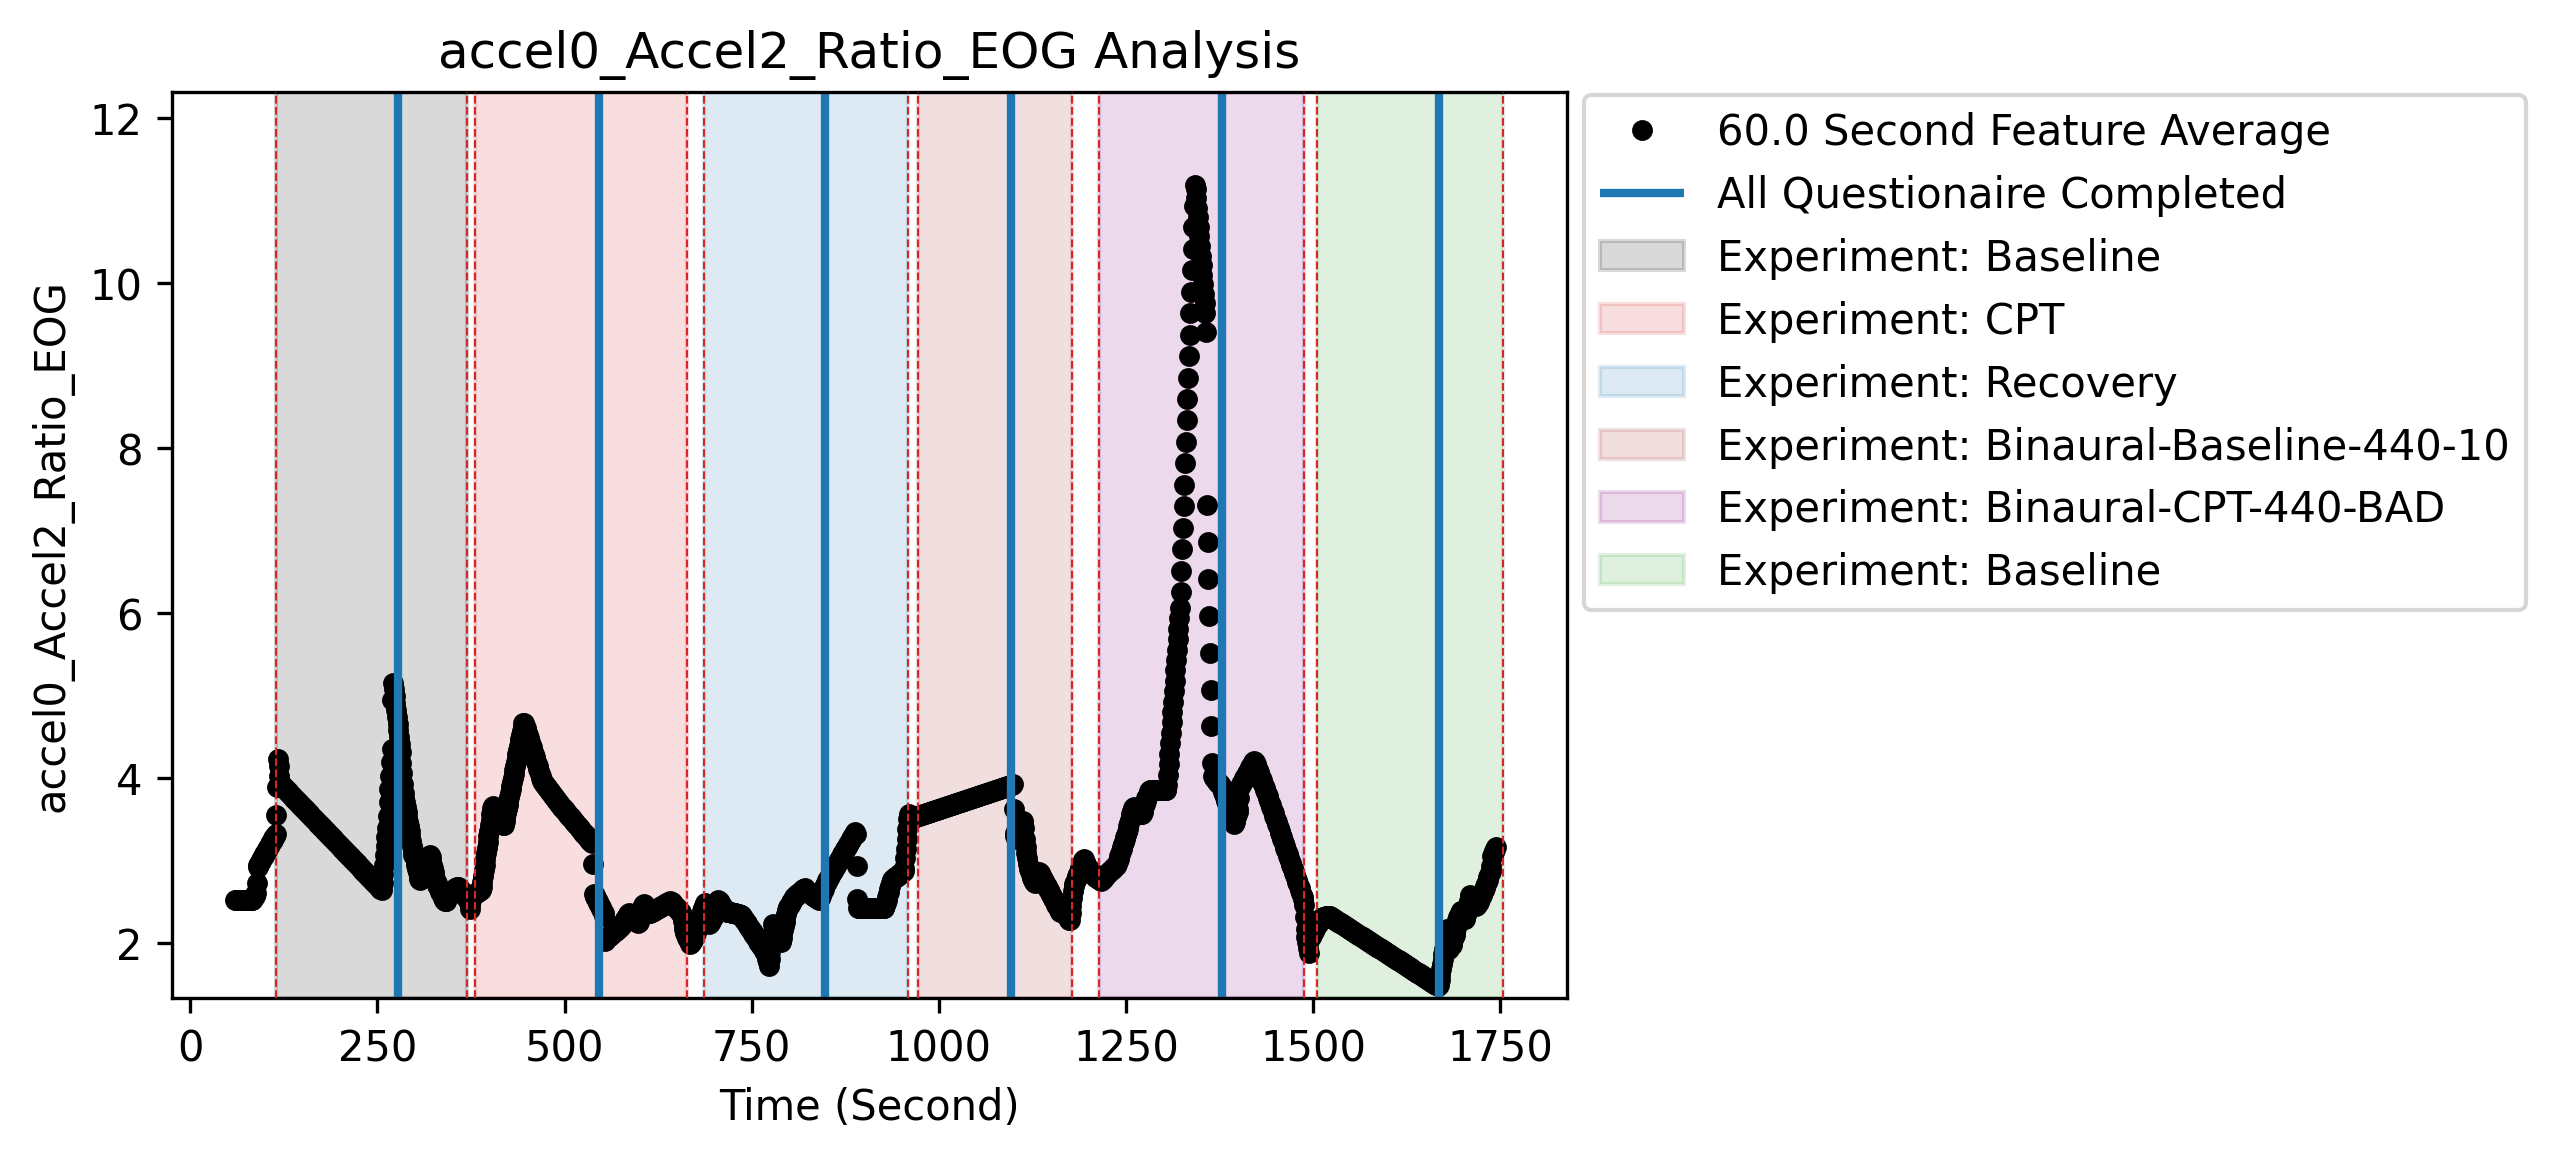 accel0_Accel2_Ratio_EOG Analysis
accel0_Accel2_Ratio_EOG
12
10
8
6
4
2
0 250 500 750 1000 1250 1500 1750
Time (Second)
60.0 Second Feature Average
All Questionaire Completed
Experiment: Baseline
Experiment: CPT
Experiment: Recovery
Experiment: Binaural-Baseline-440-10
Experiment: Binaural-CPT-440-BAD
Experiment: Baseline